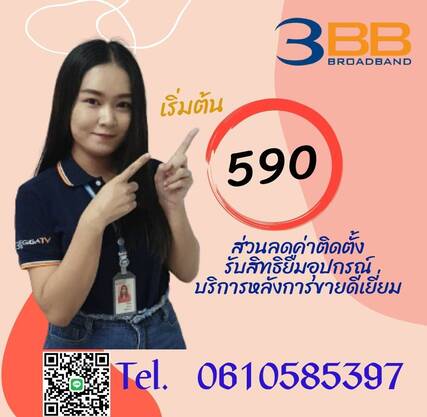 3BB
BROADBAND
เริ่มต้น
590
ส่วนลดค่าติดตั้ง
รับสิทธิยืมอุปกรณ์
บริการหลังการขายดีเยี่ยม
GIGATV
Tel. 0610585397